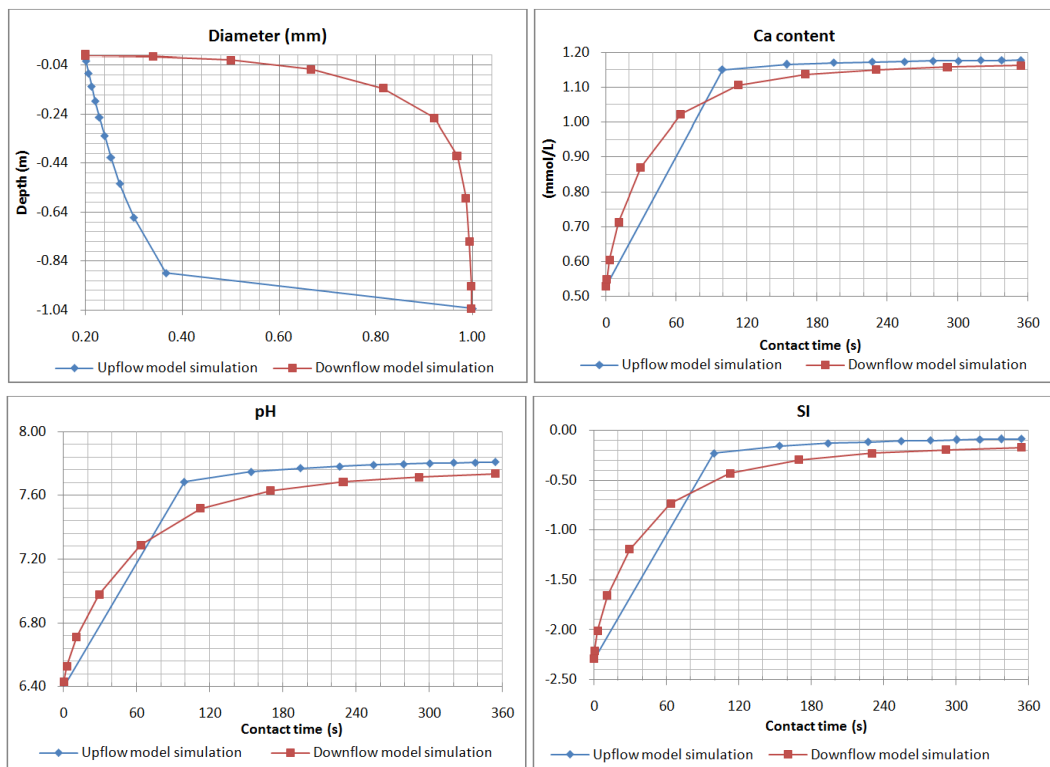 Diameter (mm)
Depth (m)
-0.04
-0.24
-0.44
-0.64
-0.84
-1.04
0.20 0.40 0.60 0.80 1.00
Upflow model simulation Downflow model simulation
Ca content
(mmol/L)
1.20
1.10
1.00
0.90
0.80
0.70
0.60
0.50
0 60 120 180 240 300 360
Contact time (s)
Upflow model simulation Downflow model simulation
pH
8.00
7.60
7.20
6.80
6.40
0 60 120 180 240 300 360
Contact time (s)
Upflow model simulation Downflow model simulation
SI
0.00
-0.50
-1.00
-1.50
-2.00
-2.50
0 60 120 180 240 300 360
Contact time (s)
Upflow model simulation Downflow model simulation